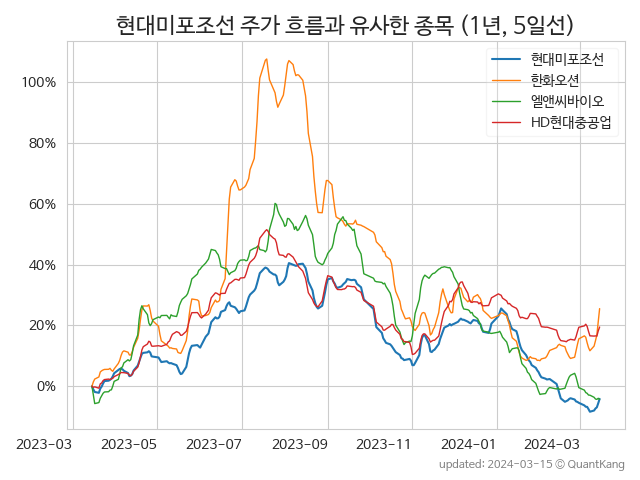 현대미포조선 주가 흐름과 유사한 종목 (1년, 5일선)
현대미포조선
한화오션
엘앤씨바이오
HD현대중공업
100%
80%
60%
40%
20%
0%
2023-03
2023-05
2023-07
2023-09
2023-11
2024-01
2024-03
updated: 2024-03-15 © QuantKang